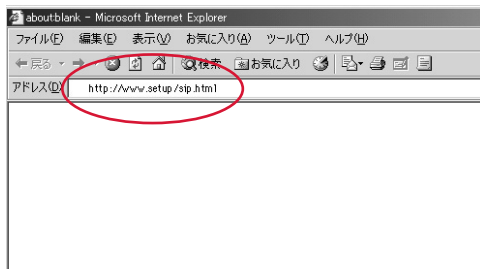 about:blank - Microsoft Internet Explorer
ファイル(F) 編集(E) 表示(V) お気に入り(A) ツール(T) ヘルプ(H)
戻る 検索 お気に入り
アドレス(D) http://www.setup/sip.html